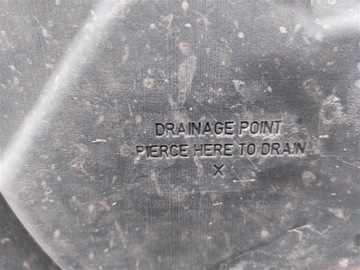 DRAINAGE POINT
PIERCE HERE TO DRAIN
X